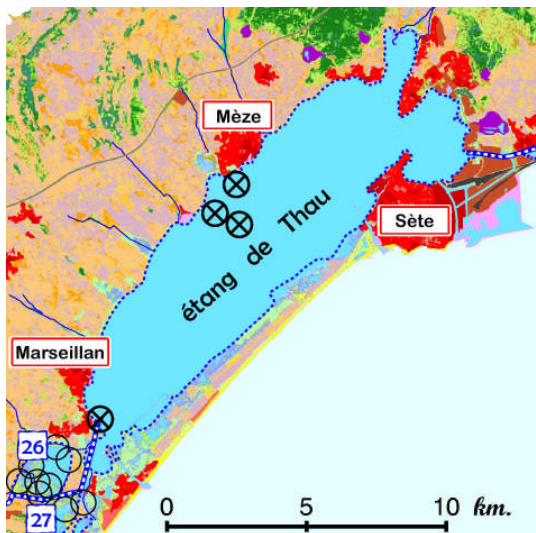 Mèze
Sète
étang de Thau
Marseillan
26
27
0 5 10 km.